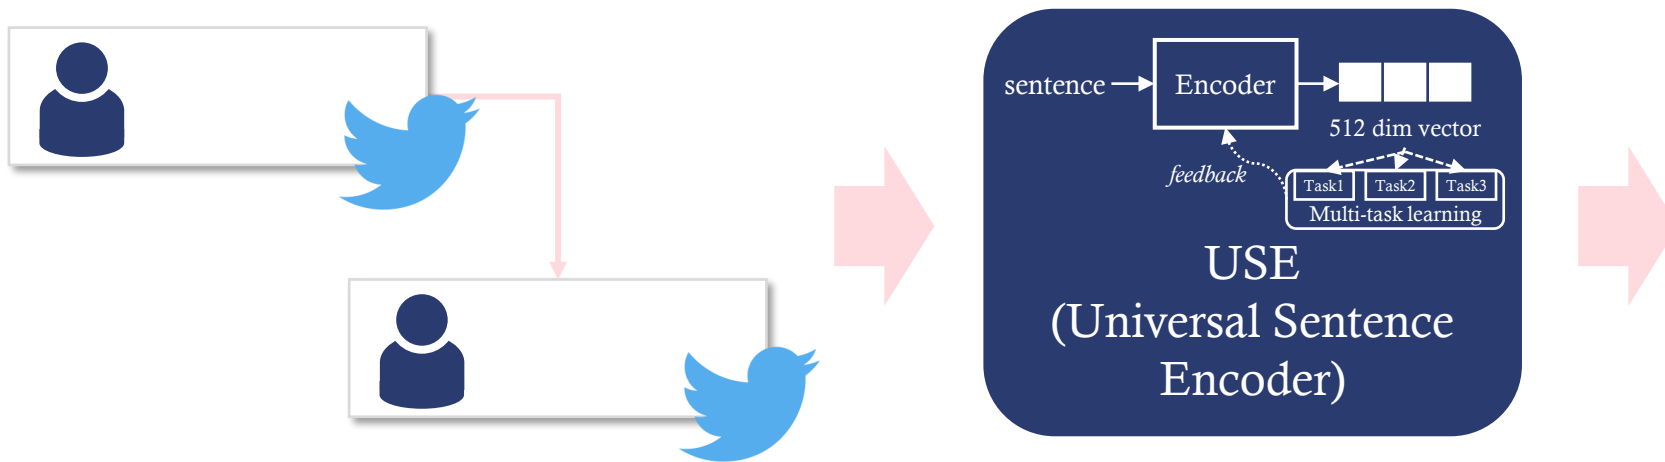 sentence
Encoder
512 dim vector
feedback
Task1
Task2
Task3
Multi-task learning
USE
(Universal Sentence
Encoder)